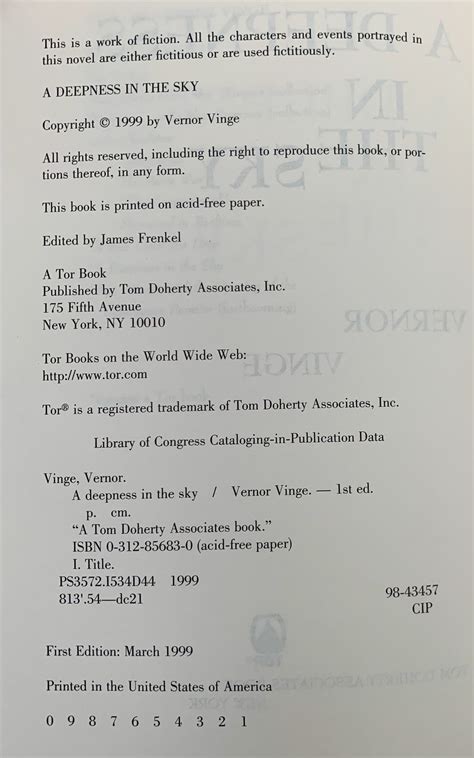 This is a work of fiction. All the characters and events portrayed in
this novel are either fictitious or are used fictitiously.
A DEEPNESS IN THE SKY
Copyright © 1999 by Vernor Vinge
All rights reserved, including the right to reproduce this book, or por-
tions thereof, in any form.
This book is printed on acid-free paper.
Edited by James Frenkel
A Tor Book
Published by Tom Doherty Associates, Inc.
175 Fifth Avenue
New York, NY 10010
Tor Books on the World Wide Web:
http://www.tor.com
Tor® is a registered trademark of Tom Doherty Associates, Inc.
Library of Congress Cataloging-in-Publication Data
Vinge, Vernor.
A deepness in the sky / Vernor Vinge. — 1st ed.
p. cm.
“A Tom Doherty Associates book.”
ISBN 0-312-85683-0 (acid-free paper)
I. Title.
PS3572.I534D44 1999
813'.54—dc21
98-43457
CIP
First Edition: March 1999
Printed in the United States of America
0 9 8 7 6 5 4 3 2 1